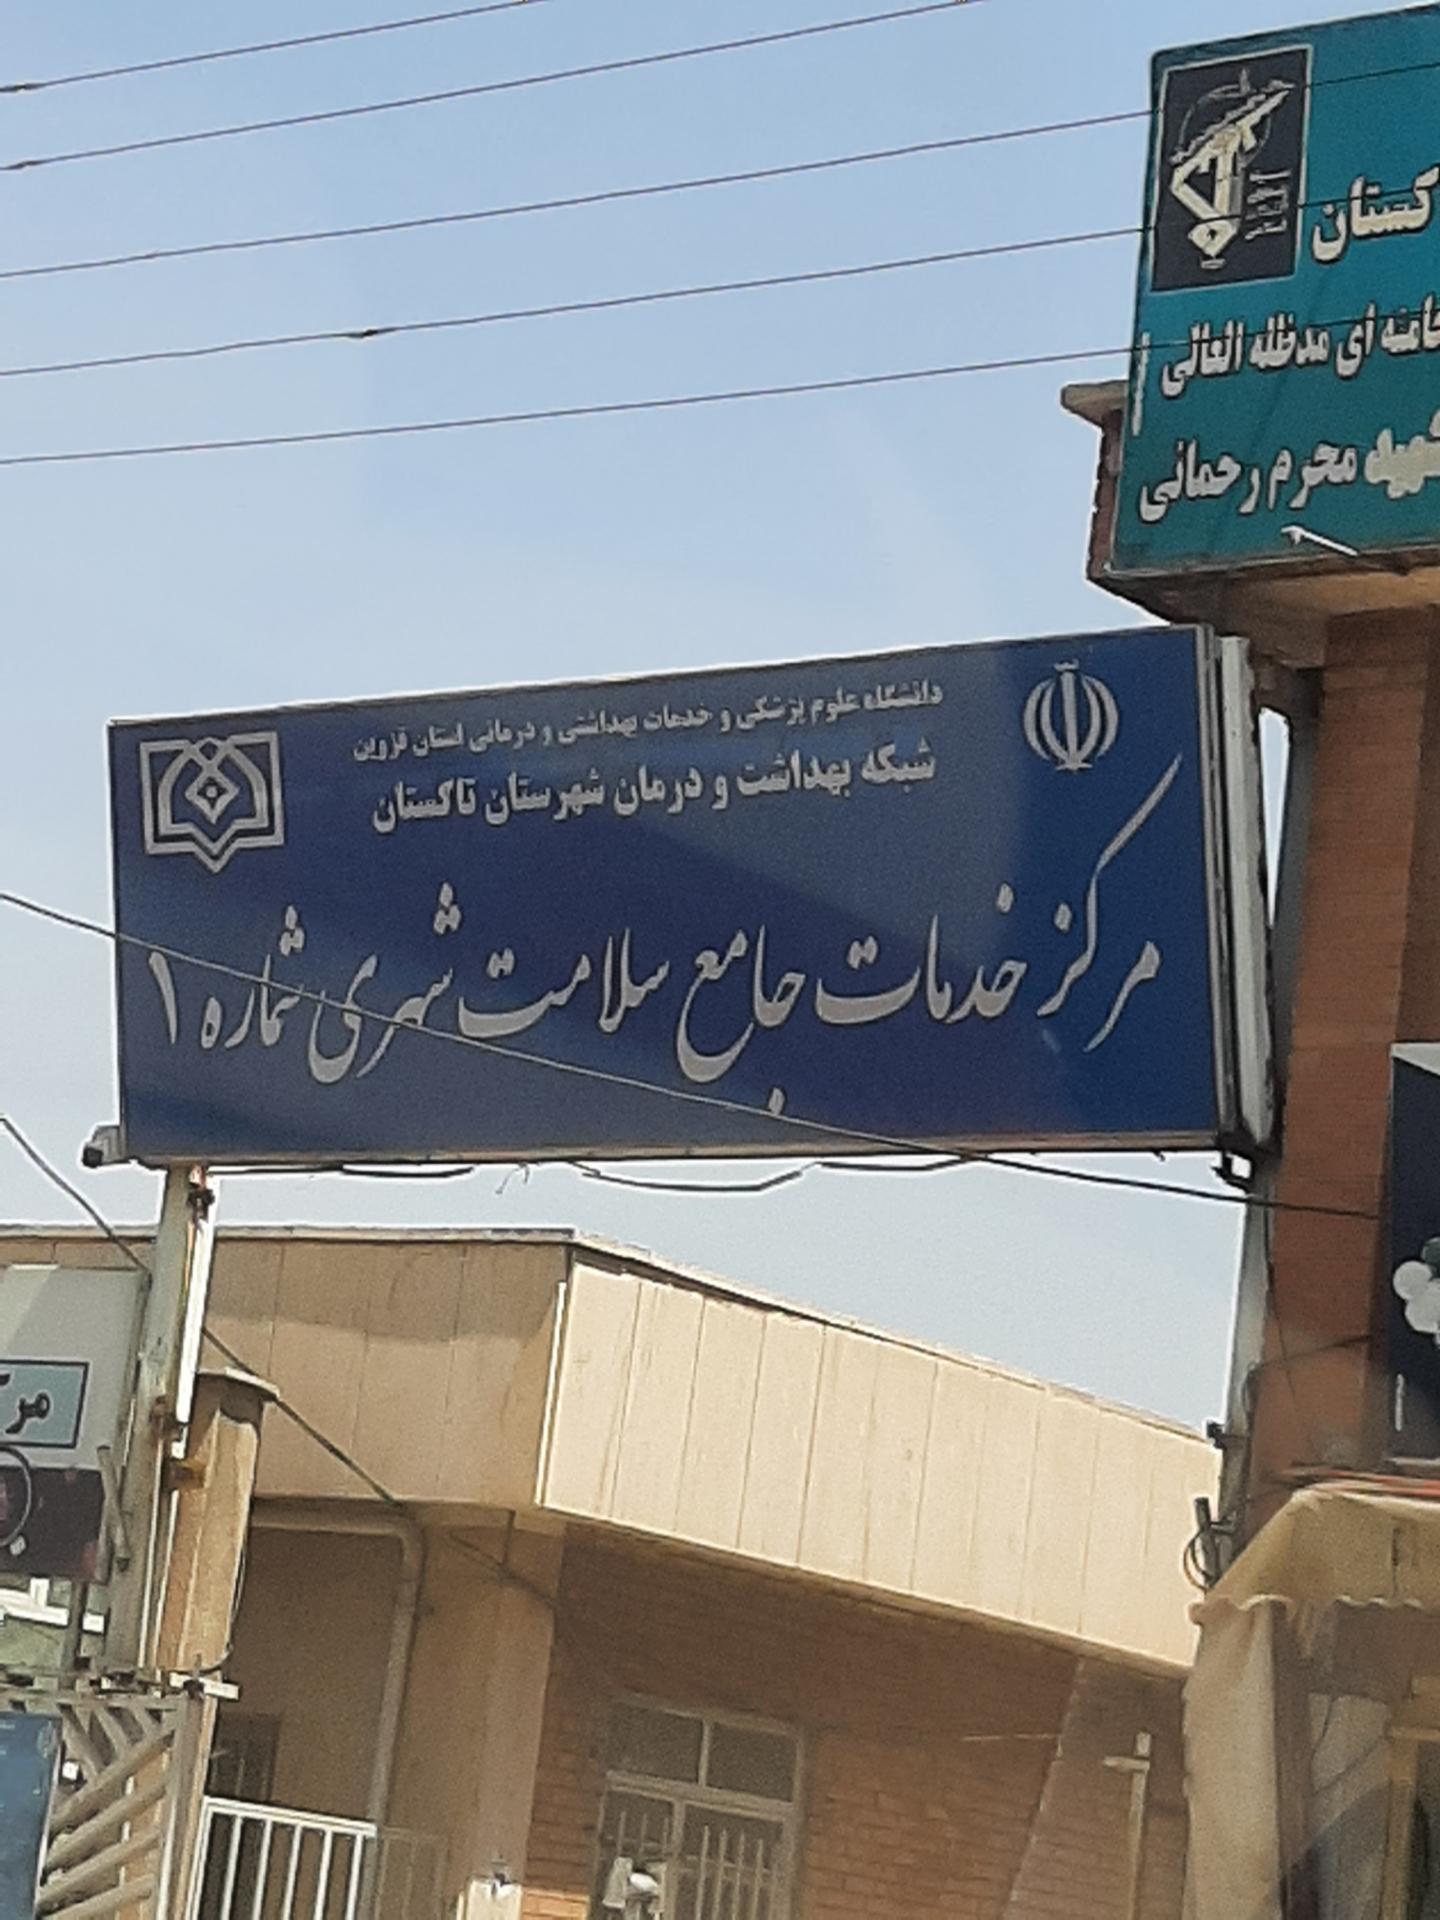 کستان
خامنه ای مدظله العالی
شهید محرم رحمانی
دانشگاه علوم پزشکی و خدمات بهداشتی و درمانی استان قزوین
شبکه بهداشت و درمان شهرستان تاکستان
مرکز خدمات جامع سلامت شهری شماره ۱